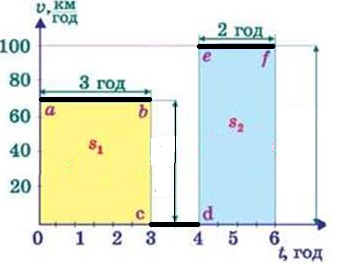 v, км
год
100
80
60
40
20
3 год
2 год
a b
e f
s₁
s₂
c d
0 1 2 3 4 5 6
t, год